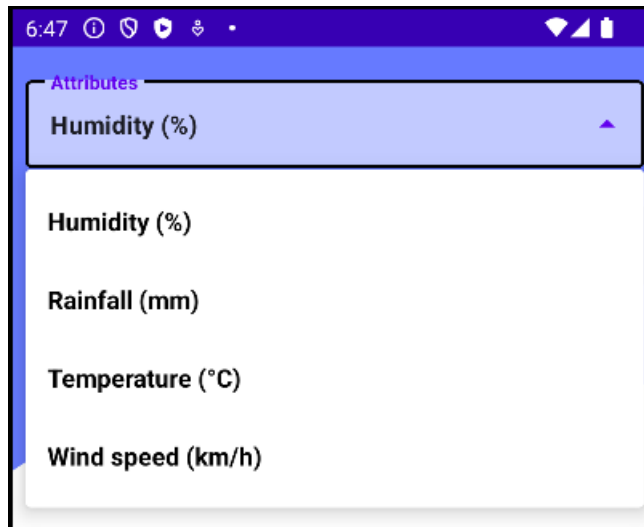 6:47
Attributes
Humidity (%)
Humidity (%)
Rainfall (mm)
Temperature (°C)
Wind speed (km/h)